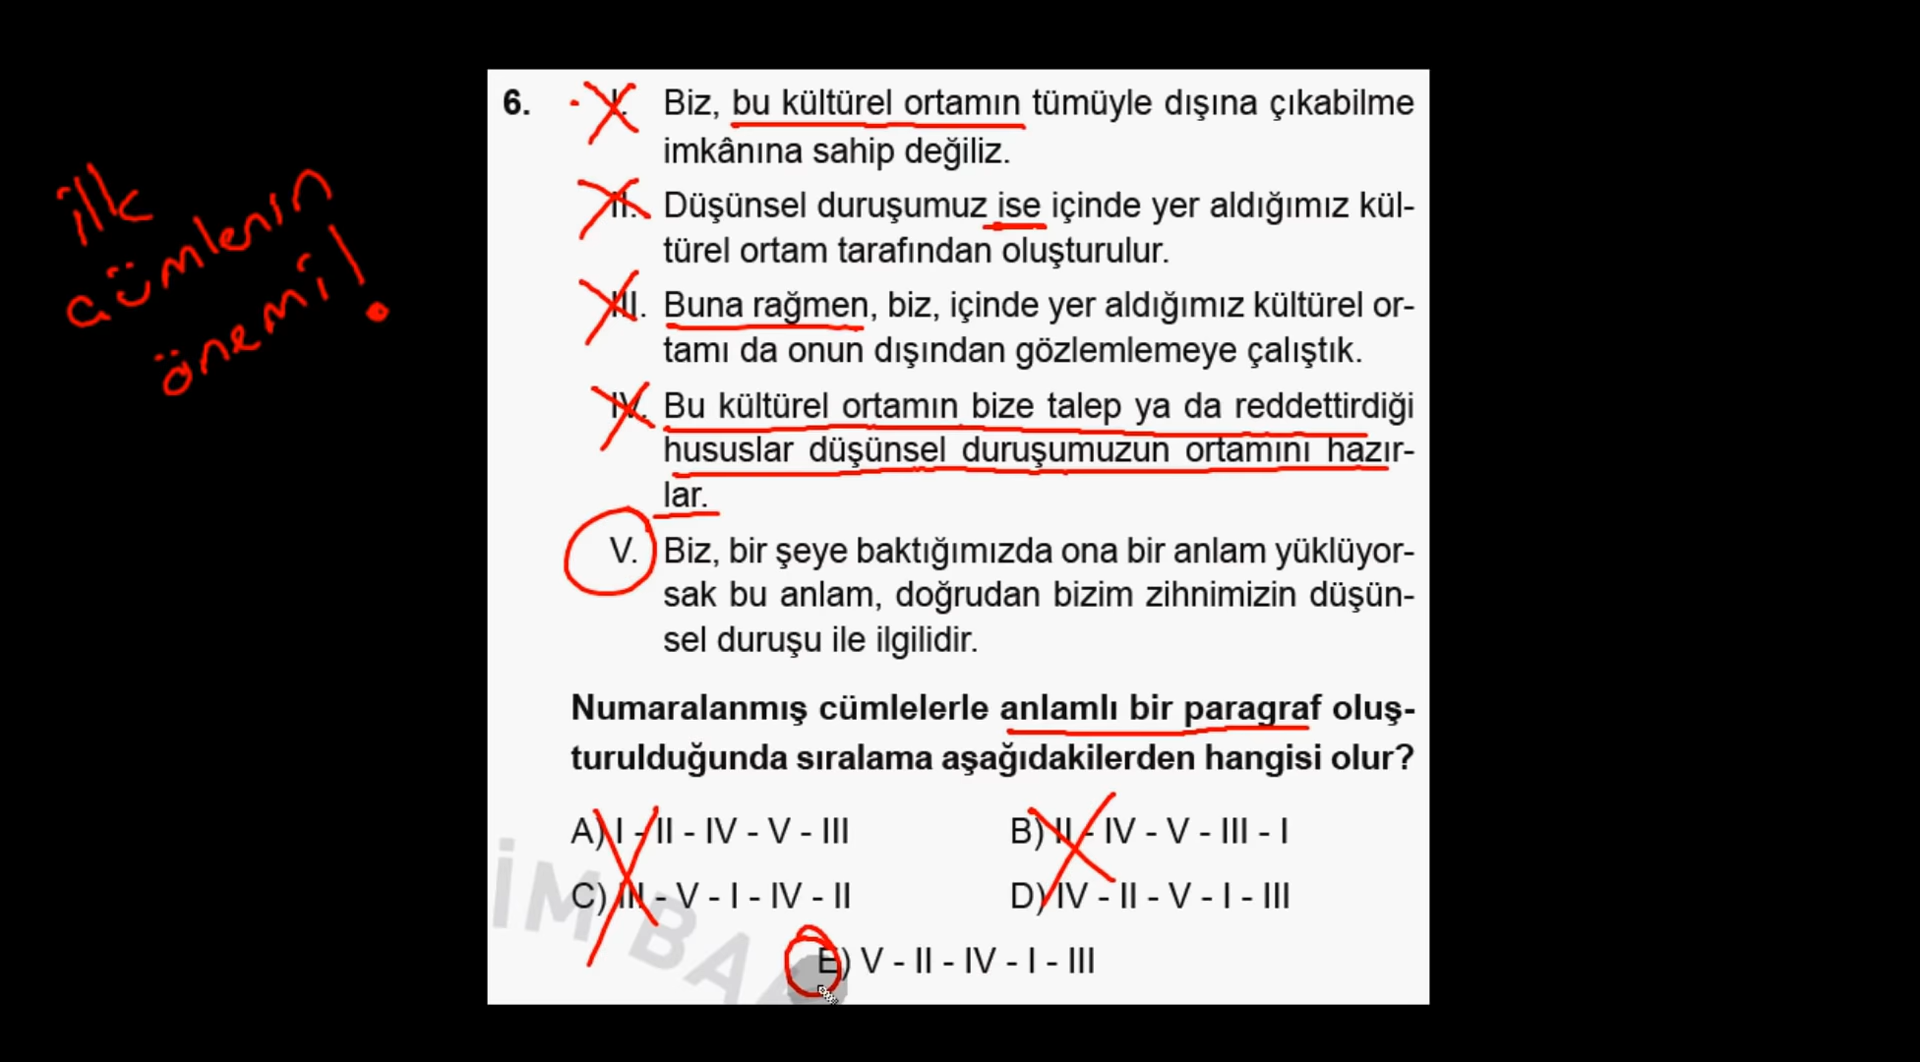 ilk
cümlenin
önemi!
6. I. Biz, bu kültürel ortamın tümüyle dışına çıkabilme
imkânına sahip değiliz.
II. Düşünsel duruşumuz ise içinde yer aldığımız kül-
türel ortam tarafından oluşturulur.
III. Buna rağmen, biz, içinde yer aldığımız kültürel or-
tamı da onun dışından gözlemlemeye çalıştık.
IV. Bu kültürel ortamın bize talep ya da reddettirdiği
hususlar düşünsel duruşumuzun ortamını hazır-
lar.
V. Biz, bir şeye baktığımızda ona bir anlam yüklüyor-
sak bu anlam, doğrudan bizim zihnimizin düşün-
sel duruşu ile ilgilidir.
Numaralanmış cümlelerle anlamlı bir paragraf oluş-
turulduğunda sıralama aşağıdakilerden hangisi olur?
A) I - II - IV - V - III
B) II - IV - V - III - I
C) III - V - I - IV - II
D) IV - II - V - I - III
E) V - II - IV - I - III